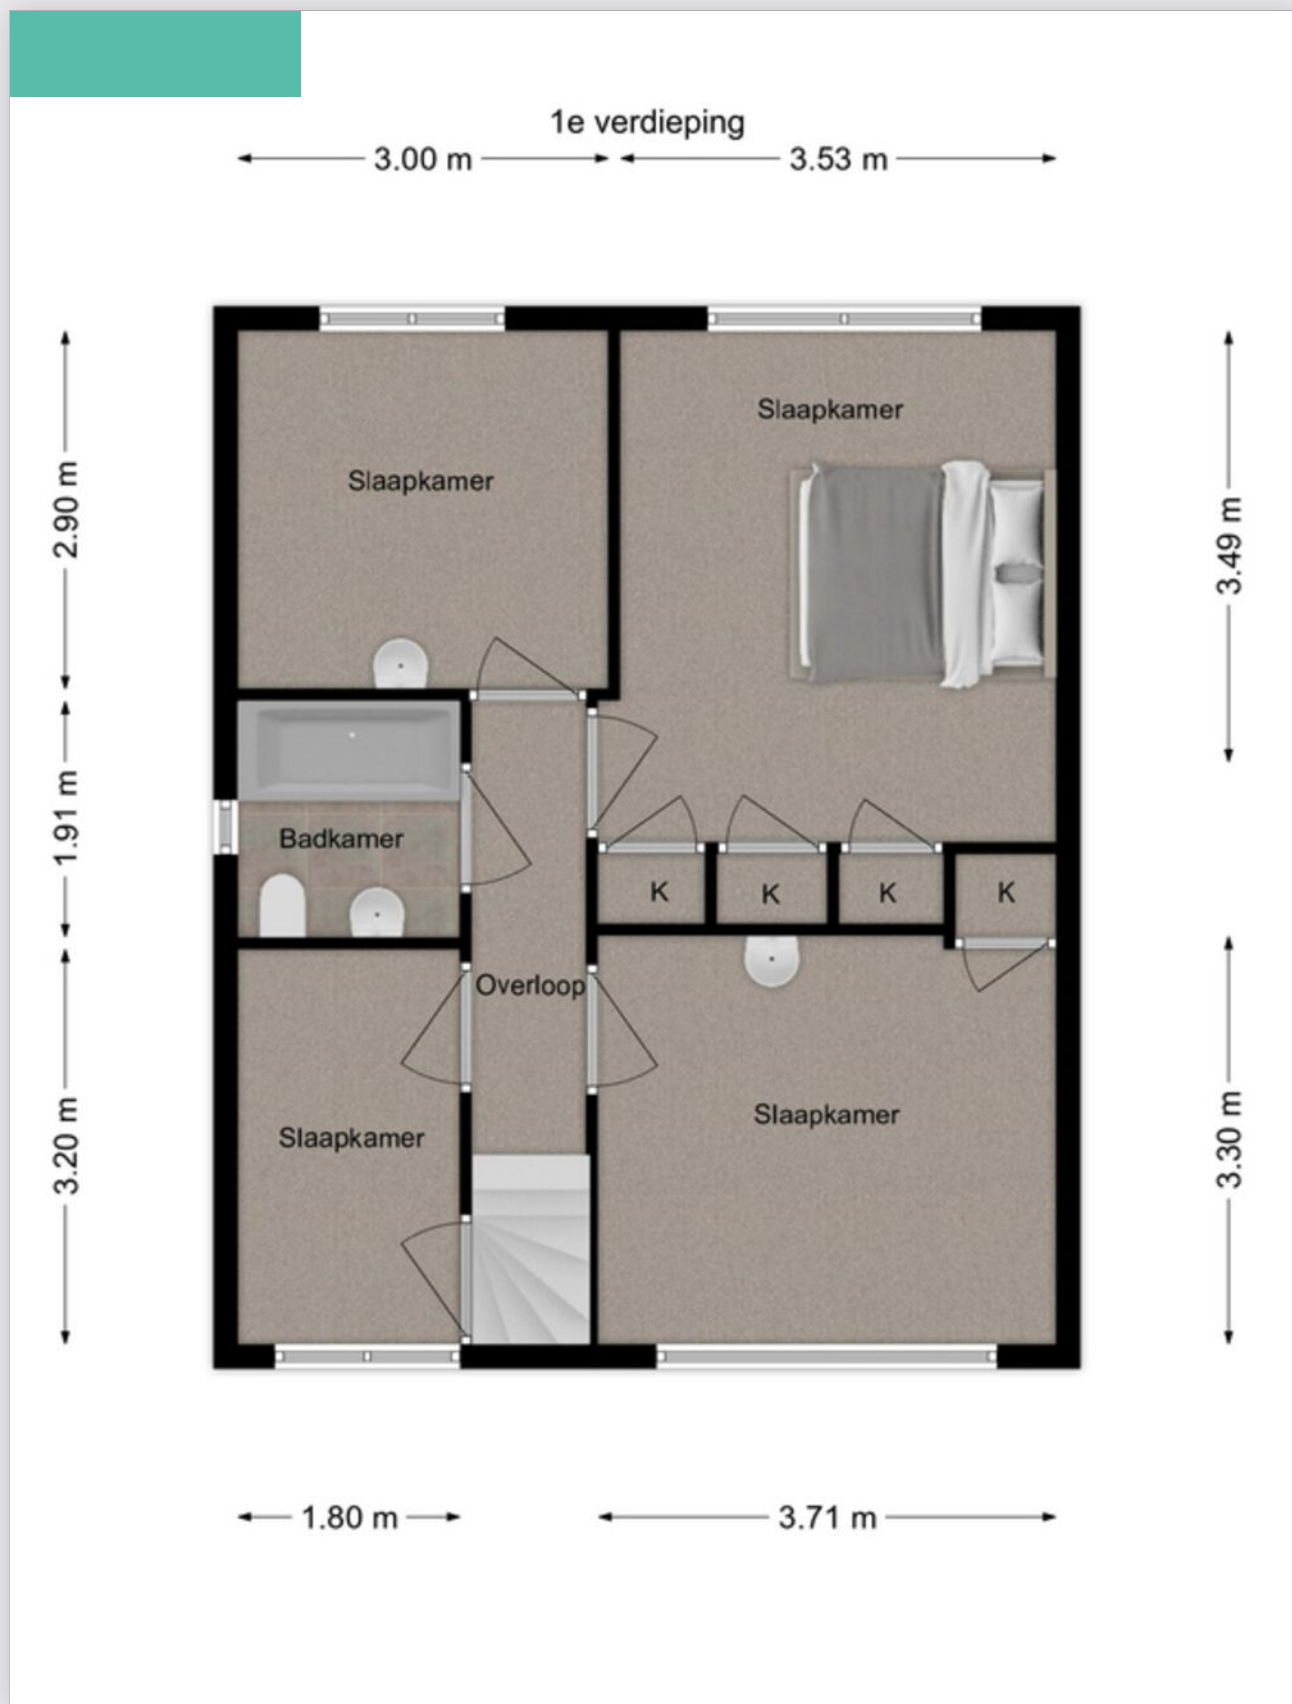 1e verdieping
3.00 m
3.53 m
Slaapkamer
Slaapkamer
2.90 m
3.49 m
1.91 m
Badkamer
K
K
K
K
Overloop
Slaapkamer
Slaapkamer
3.20 m
3.30 m
1.80 m
3.71 m